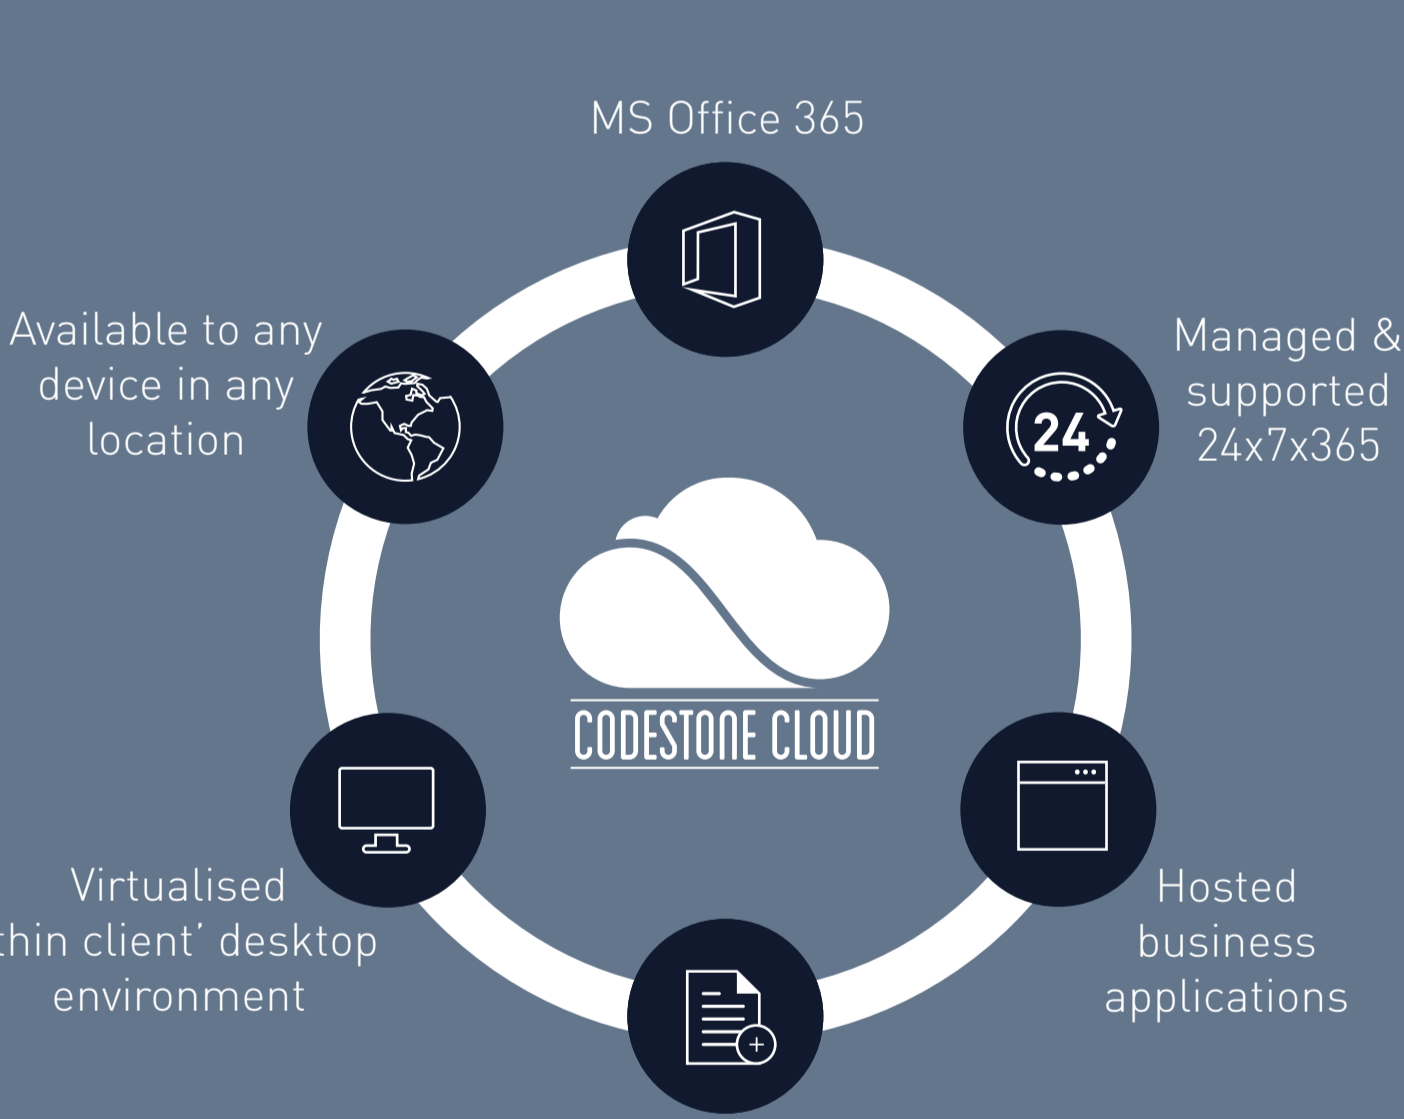 MS Office 365
Available to any
device in any
location
Managed &
supported
24x7x365
24
CODESTONE CLOUD
Virtualised
thin client’ desktop
environment
Hosted
business
applications